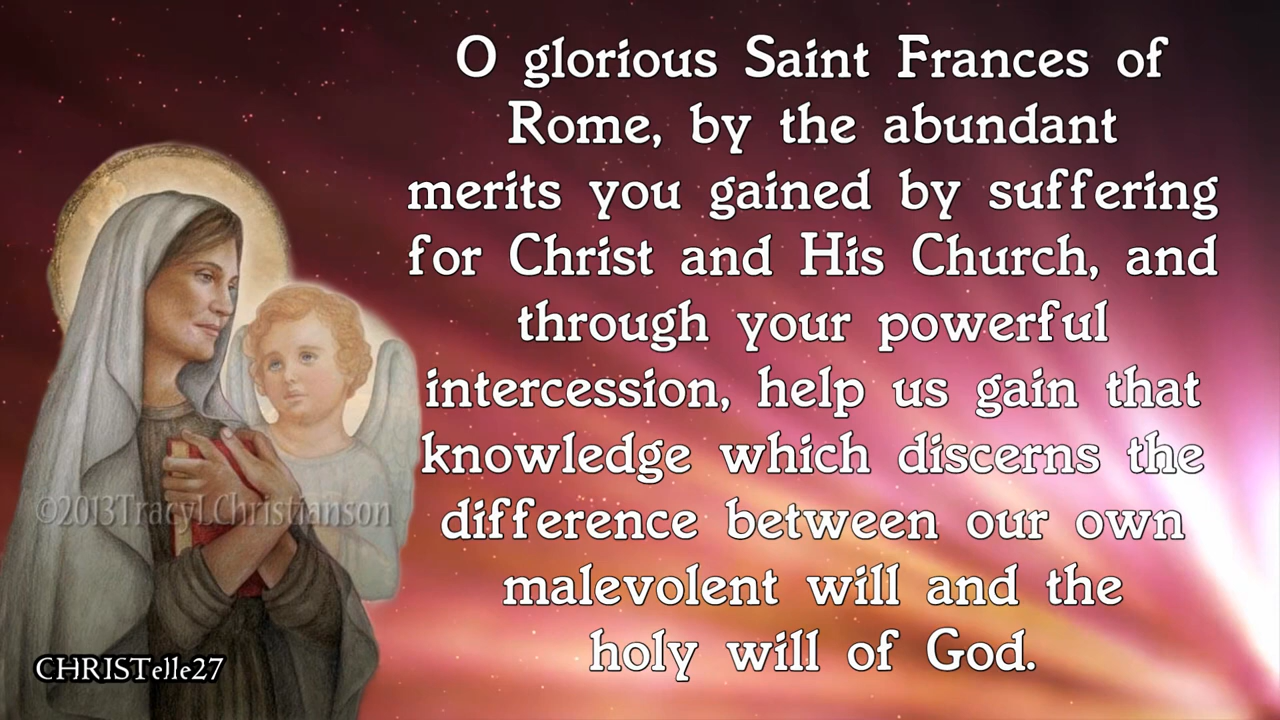 O glorious Saint Frances of
Rome, by the abundant
merits you gained by suffering
for Christ and His Church, and
through your powerful
intercession, help us gain that
knowledge which discerns the
difference between our own
malevolent will and the
holy will of God.
©2013TracyLChristianson
CHRISTelle27